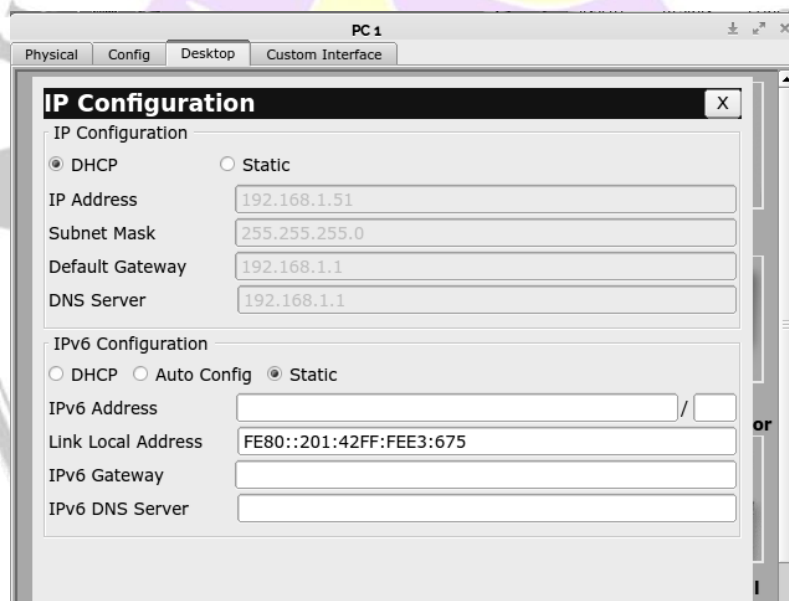 PC 1
Physical Config Desktop Custom Interface
IP Configuration X
IP Configuration
DHCP Static
IP Address 192.168.1.51
Subnet Mask 255.255.255.0
Default Gateway 192.168.1.1
DNS Server 192.168.1.1
IPv6 Configuration
DHCP Auto Config Static
IPv6 Address /
or
Link Local Address FE80::201:42FF:FEE3:675
IPv6 Gateway
IPv6 DNS Server